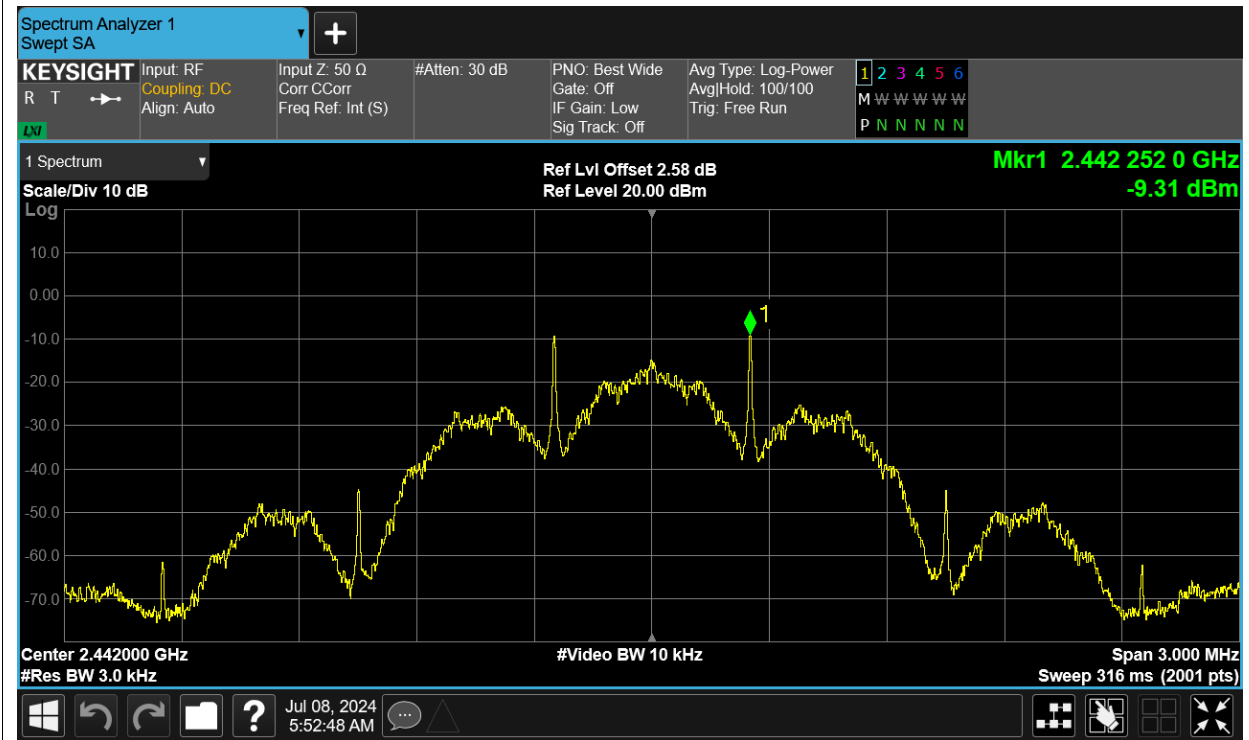 Spectrum Analyzer 1
Swept SA
KEYSIGHT
R T
LXI
Input: RF
Coupling: DC
Align: Auto
Input Z: 50 Ω
Corr CCorr
Freq Ref: Int (S)
#Atten: 30 dB
PNO: Best Wide
Gate: Off
IF Gain: Low
Sig Track: Off
Avg Type: Log-Power
Avg|Hold: 100/100
Trig: Free Run
1 2 3 4 5 6
M W W W W W
P N N N N N
1 Spectrum
Scale/Div 10 dB
Ref Lvl Offset 2.58 dB
Ref Level 20.00 dBm
Mkr1 2.442 252 0 GHz
-9.31 dBm
Log
10.0
0.00
-10.0
-20.0
-30.0
-40.0
-50.0
-60.0
-70.0
1
Center 2.442000 GHz
#Res BW 3.0 kHz
#Video BW 10 kHz
Span 3.000 MHz
Sweep 316 ms (2001 pts)
?
Jul 08, 2024
5:52:48 AM